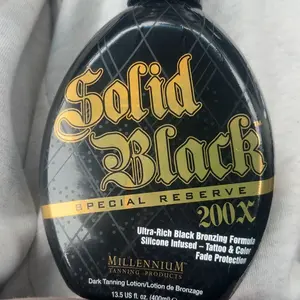 Solid
Black™
SPECIAL RESERVE
200X
Ultra-Rich Black Bronzing Formula
Silicone Infused – Tattoo & Color
Fade Protection
MILLENNIUM
TANNING PRODUCTS
Dark Tanning Lotion/Lotion de Bronzage
13.5 US fl. oz. (400ml)